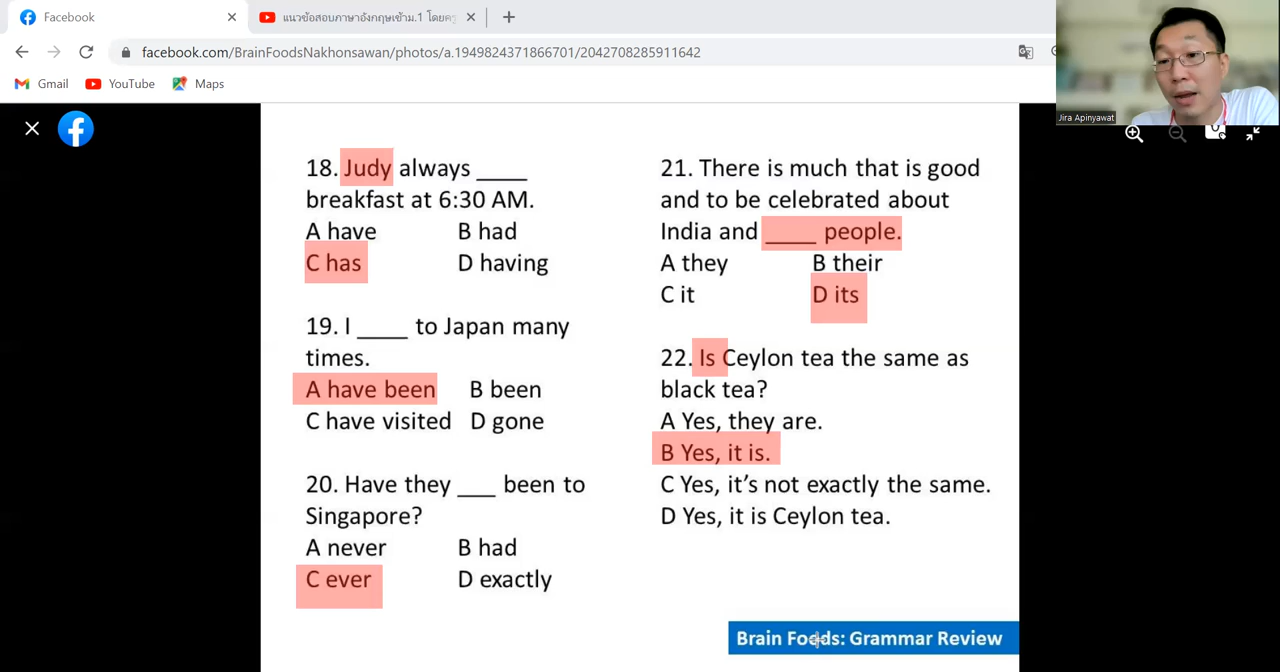 Facebook
แนวข้อสอบภาษาอังกฤษเข้าม.1 โดยครู
facebook.com/BrainFoodsNakhonsawan/photos/a.1949824371866701/2042708285911642
Gmail YouTube Maps
Jira Apinyawat
18. Judy always ____
breakfast at 6:30 AM.
A have B had
C has D having
19. I ____ to Japan many
times.
A have been B been
C have visited D gone
20. Have they ___ been to
Singapore?
A never B had
C ever D exactly
21. There is much that is good
and to be celebrated about
India and ____ people.
A they B their
C it D its
22. Is Ceylon tea the same as
black tea?
A Yes, they are.
B Yes, it is.
C Yes, it’s not exactly the same.
D Yes, it is Ceylon tea.
Brain Foods: Grammar Review